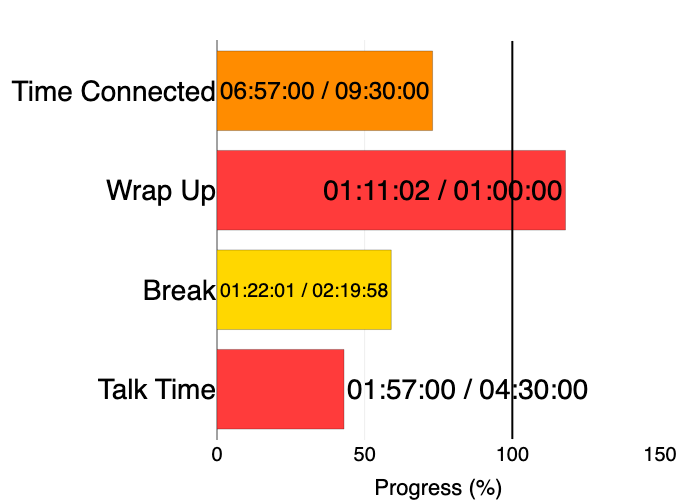 Time Connected 06:57:00 / 09:30:00
Wrap Up 01:11:02 / 01:00:00
Break 01:22:01 / 02:19:58
Talk Time 01:57:00 / 04:30:00
0 50 100 150
Progress (%)